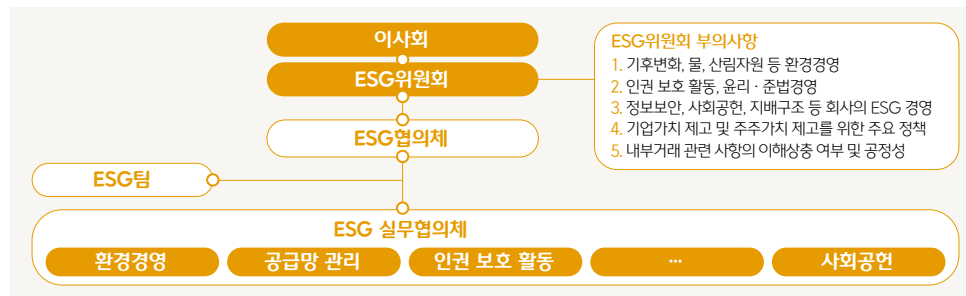 이사회
ESG위원회
ESG협의체
ESG팀
ESG 실무협의체
환경경영
공급망 관리
인권 보호 활동
...
사회공헌
ESG위원회 부의사항
1. 기후변화, 물, 산림자원 등 환경경영
2. 인권 보호 활동, 윤리·준법경영
3. 정보보안, 사회공헌, 지배구조 등 회사의 ESG 경영
4. 기업가치 제고 및 주주가치 제고를 위한 주요 정책
5. 내부거래 관련 사항의 이해상충 여부 및 공정성